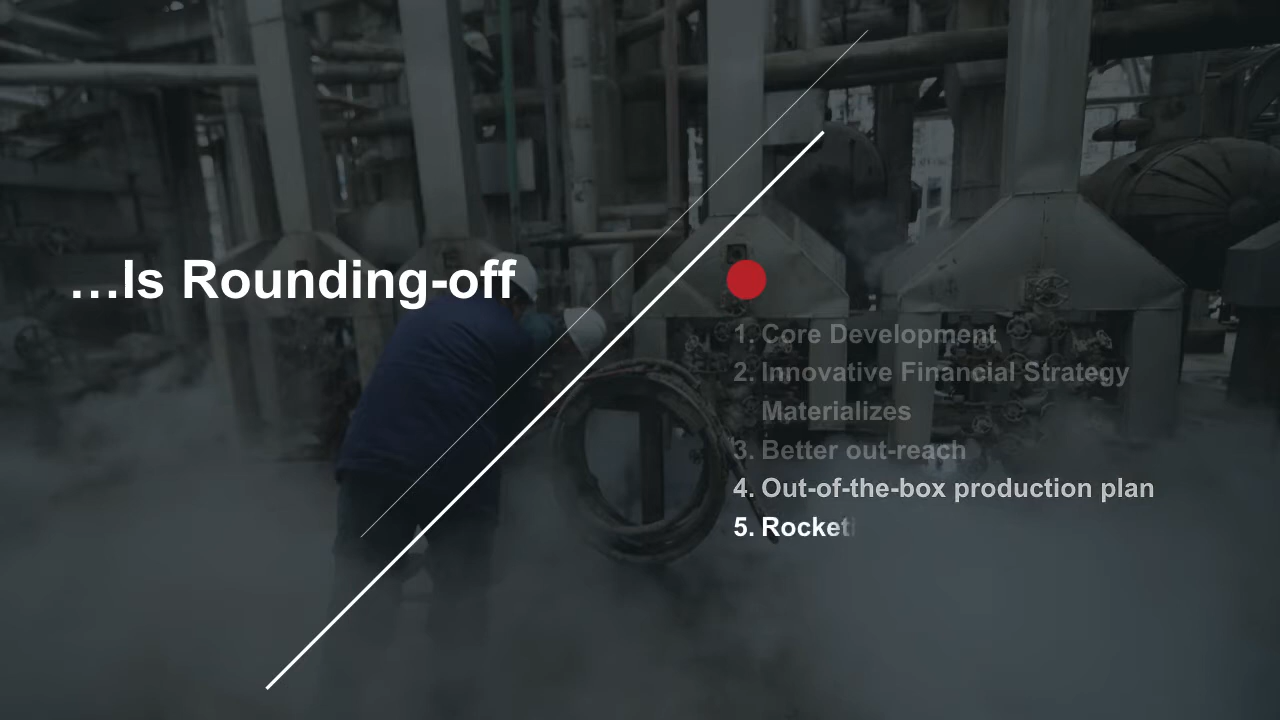 …Is Rounding-off
1. Core Development
2. Innovative Financial Strategy
Materializes
3. Better out-reach
4. Out-of-the-box production plan
5. Rocket